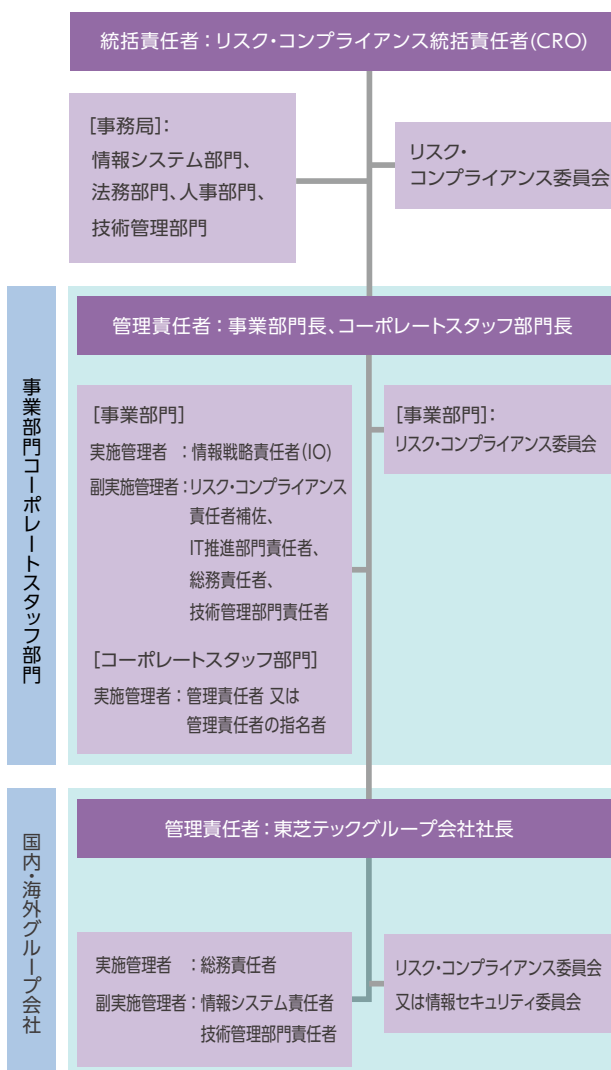 統括責任者：リスク・コンプライアンス統括責任者(CRO)
[事務局]：
情報システム部門、
法務部門、人事部門、
技術管理部門
リスク・
コンプライアンス委員会
事業部門コーポレートスタッフ部門
管理責任者：事業部門長、コーポレートスタッフ部門長
[事業部門]
実施管理者　：情報戦略責任者(IO)
副実施管理者：リスク・コンプライアンス
責任者補佐、
IT推進部門責任者、
総務責任者、
技術管理部門責任者
[コーポレートスタッフ部門]
実施管理者：管理責任者 又は
管理責任者の指名者
[事業部門]：
リスク・コンプライアンス委員会
国内・海外グループ会社
管理責任者：東芝テックグループ会社社長
実施管理者　：総務責任者
副実施管理者：情報システム責任者
技術管理部門責任者
リスク・コンプライアンス委員会
又は情報セキュリティ委員会